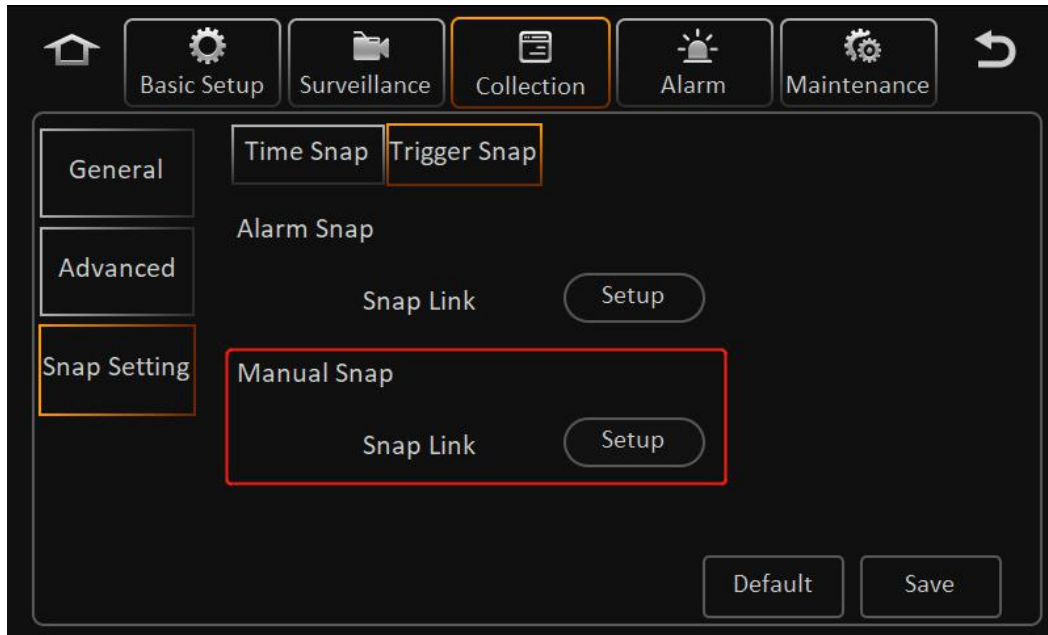 Basic Setup
Surveillance
Collection
Alarm
Maintenance
General
Advanced
Snap Setting
Time Snap
Trigger Snap
Alarm Snap
Snap Link
Setup
Manual Snap
Snap Link
Setup
Default
Save